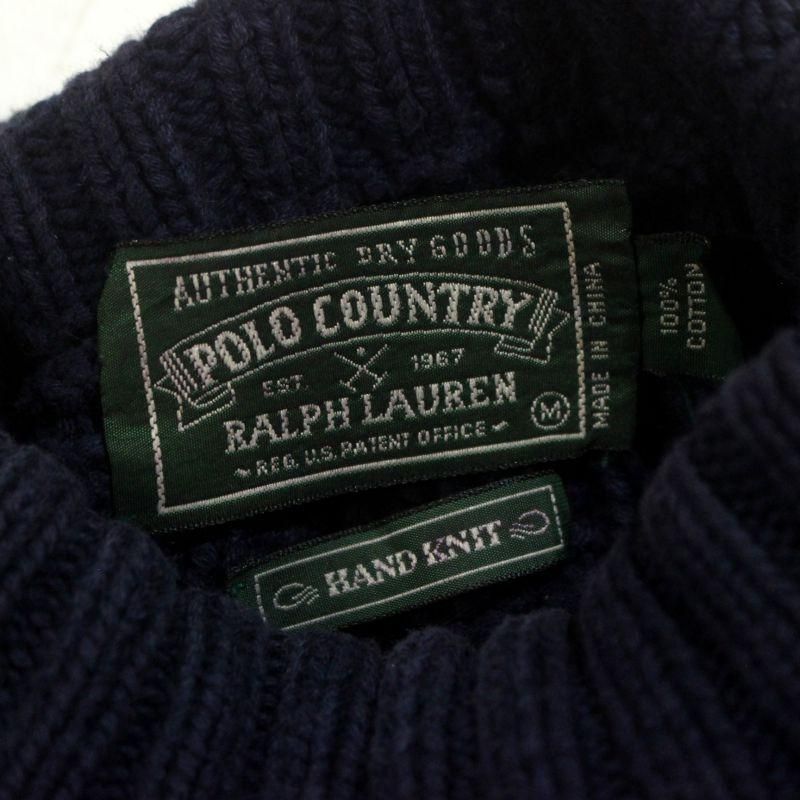 AUTHENTIC DRY GOODS
POLO COUNTRY
EST. 1967
RALPH LAUREN
M
REG. U.S. PATENT OFFICE
MADE IN CHINA
100%
COTTON
HAND KNIT